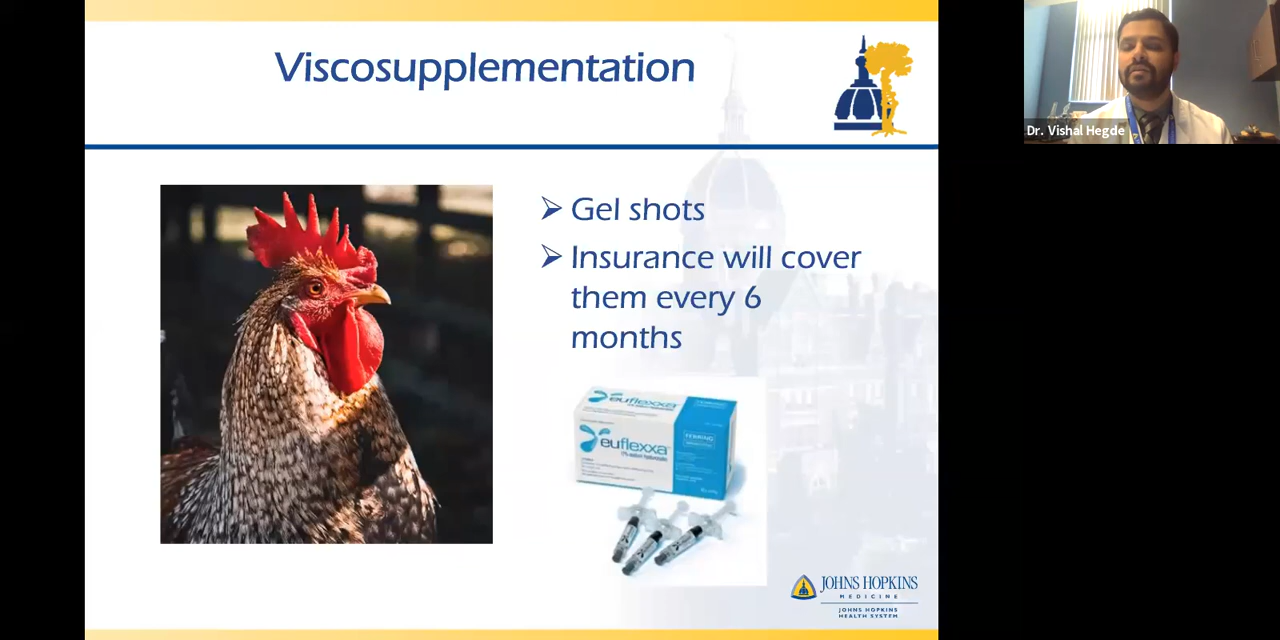 Viscosupplementation
Dr. Vishal Hegde
➢ Gel shots
➢ Insurance will cover
them every 6
months
euflexxa
euflexxa
FERRING
JOHNS HOPKINS
MEDICINE
JOHNS HOPKINS
HEALTH SYSTEM